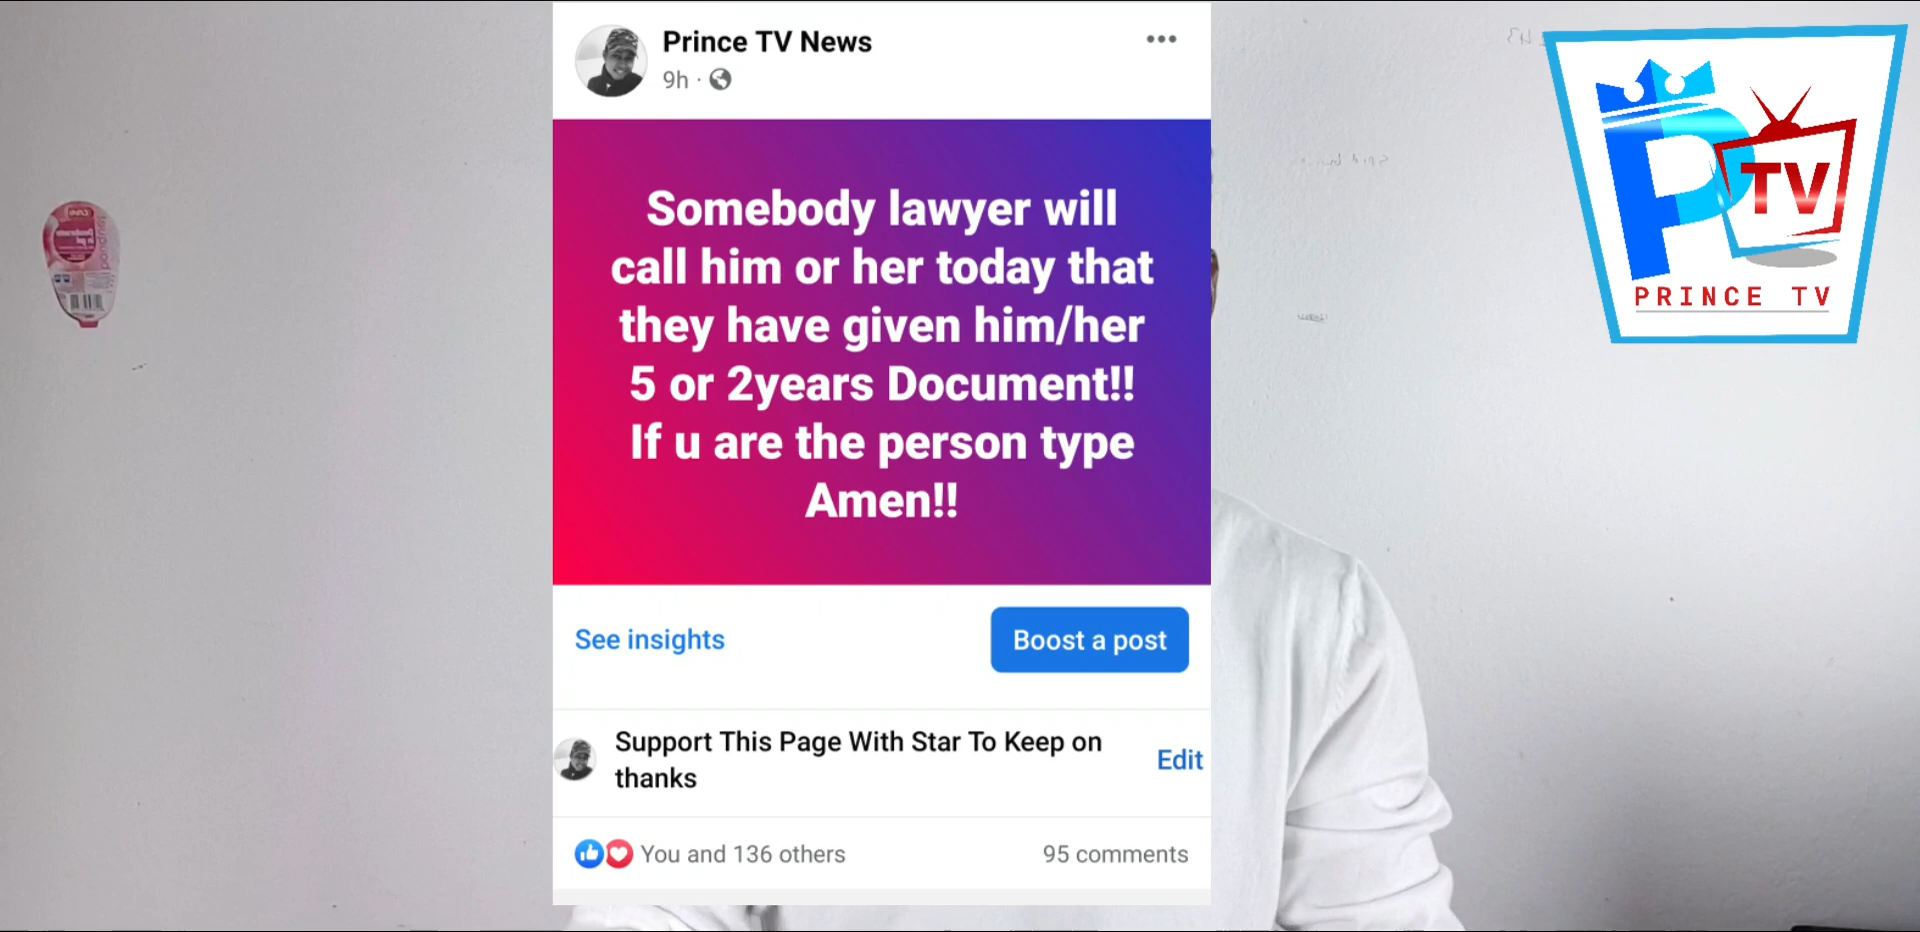 Prince TV News
9h ·
Somebody lawyer will
call him or her today that
they have given him/her
5 or 2years Document!!
If u are the person type
Amen!!
See insights
Boost a post
Support This Page With Star To Keep on
thanks
Edit
You and 136 others
95 comments
P TV
PRINCE TV